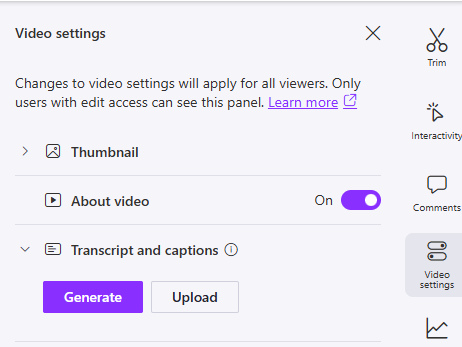 Video settings
Changes to video settings will apply for all viewers. Only
users with edit access can see this panel. Learn more
Thumbnail
About video
On
Transcript and captions
Generate
Upload
Trim
Interactivity
Comments
Video
settings